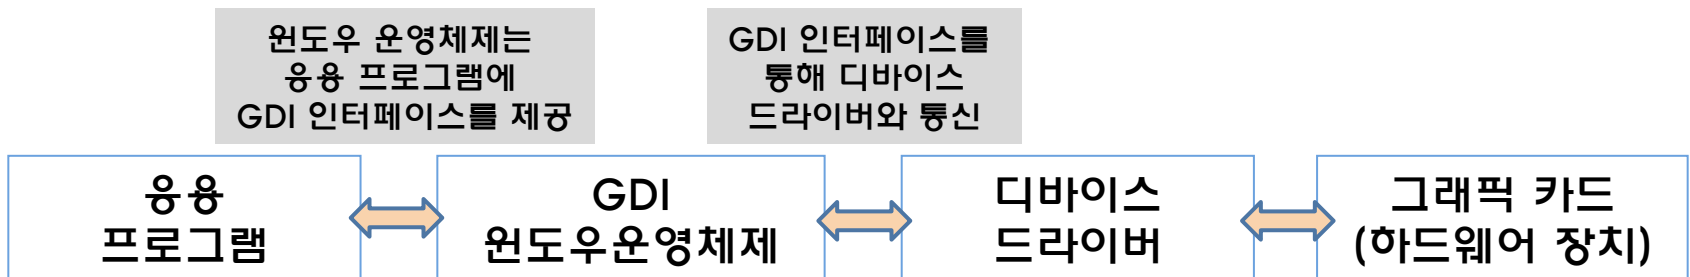 윈도우 운영체제는
응용 프로그램에
GDI 인터페이스를 제공
GDI 인터페이스를
통해 디바이스
드라이버와 통신
응용
프로그램
GDI
윈도우운영체제
디바이스
드라이버
그래픽 카드
(하드웨어 장치)